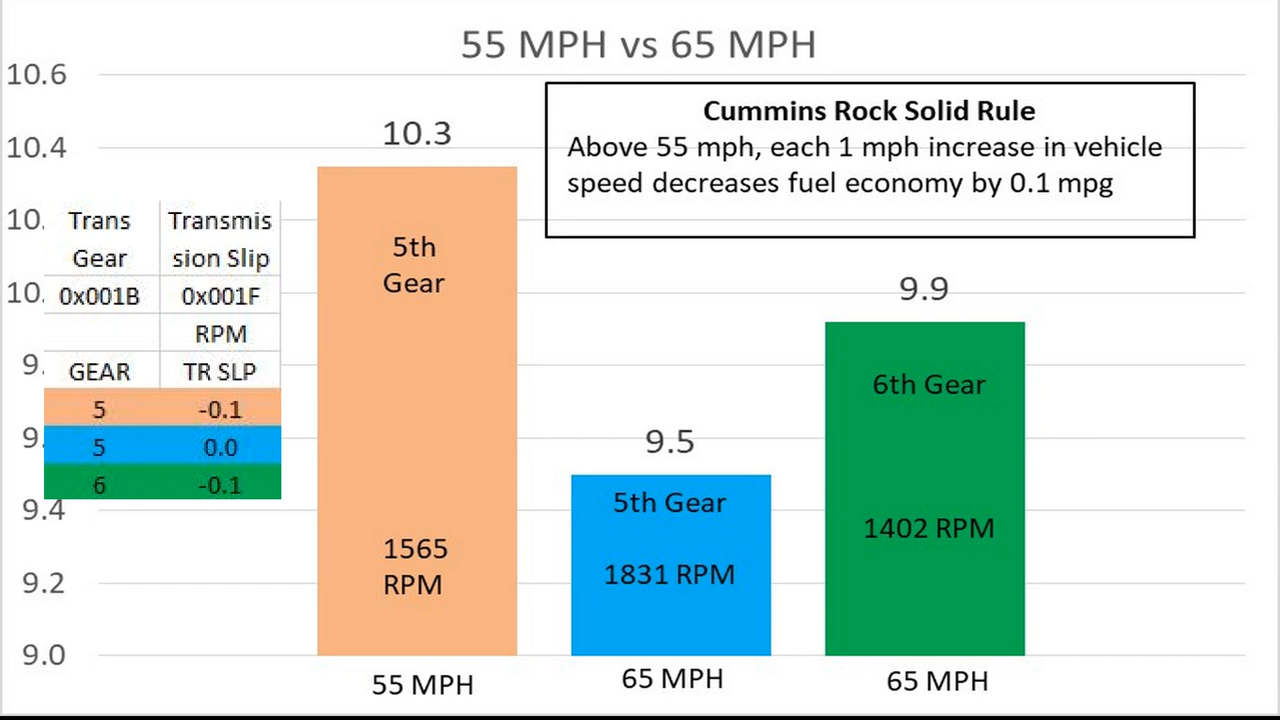 55 MPH vs 65 MPH
10.6
10.4
10.
10.
9.
9.
9.4
9.2
9.0
Cummins Rock Solid Rule
Above 55 mph, each 1 mph increase in vehicle
speed decreases fuel economy by 0.1 mpg
Trans Transmis
Gear sion Slip
0x001B 0x001F
RPM
GEAR TR SLP
5 -0.1
5 0.0
6 -0.1
10.3
5th
Gear
1565
RPM
55 MPH
9.5
5th Gear
1831 RPM
65 MPH
9.9
6th Gear
1402 RPM
65 MPH